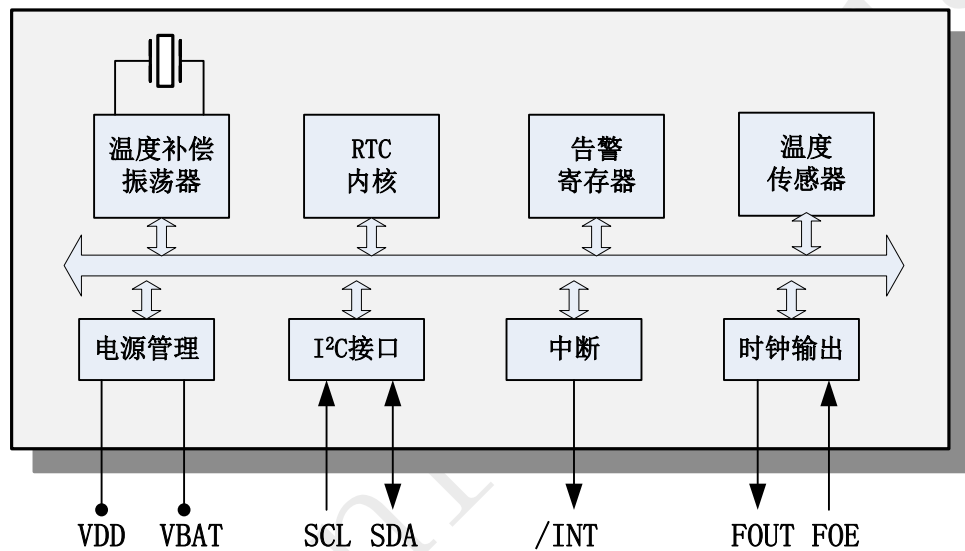 温度补偿
振荡器
RTC
内核
告警
寄存器
温度
传感器
电源管理
I²C接口
中断
时钟输出
VDD VBAT SCL SDA /INT FOUT FOE